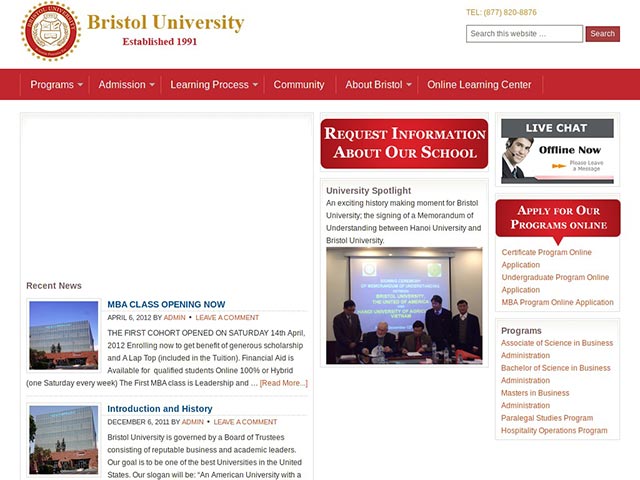 Bristol University
Established 1991
TEL: (877) 820-8876
Search this website …
Search
Programs
Admission
Learning Process
Community
About Bristol
Online Learning Center
Recent News
MBA CLASS OPENING NOW
APRIL 6, 2012 BY ADMIN • LEAVE A COMMENT
THE FIRST COHORT OPENED ON SATURDAY 14th April,
2012 Enrolling now to get benefit of generous scholarship
and A Lap Top (included in the Tuition). Financial Aid is
Available for qualified students Online 100% or Hybrid
(one Saturday every week) The First MBA class is Leadership and … [Read More...]
Introduction and History
DECEMBER 6, 2011 BY ADMIN • LEAVE A COMMENT
Bristol University is governed by a Board of Trustees
consisting of reputable business and academic leaders.
Our goal is to be one of the best Universities in the United
States. Our slogan will be: “An American University with a
REQUEST INFORMATION
ABOUT OUR SCHOOL
University Spotlight
An exciting history making moment for Bristol
University; the signing of a Memorandum of
Understanding between Hanoi University and
Bristol University.
SIGNING CEREMONY
OF MEMORANDUM OF UNDERSTANDING
BRISTOL UNIVERSITY,
THE UNITED OF AMERICA
AND
HANOI UNIVERSITY OF AGRICULTURE
VIETNAM
LIVE CHAT
Offline Now
Please Leave
a Message
APPLY FOR OUR
PROGRAMS ONLINE
Certificate Program Online
Application
Undergraduate Program Online
Application
MBA Program Online Application
Programs
Associate of Science in Business
Administration
Bachelor of Science in Business
Administration
Masters in Business
Administration
Paralegal Studies Program
Hospitality Operations Program